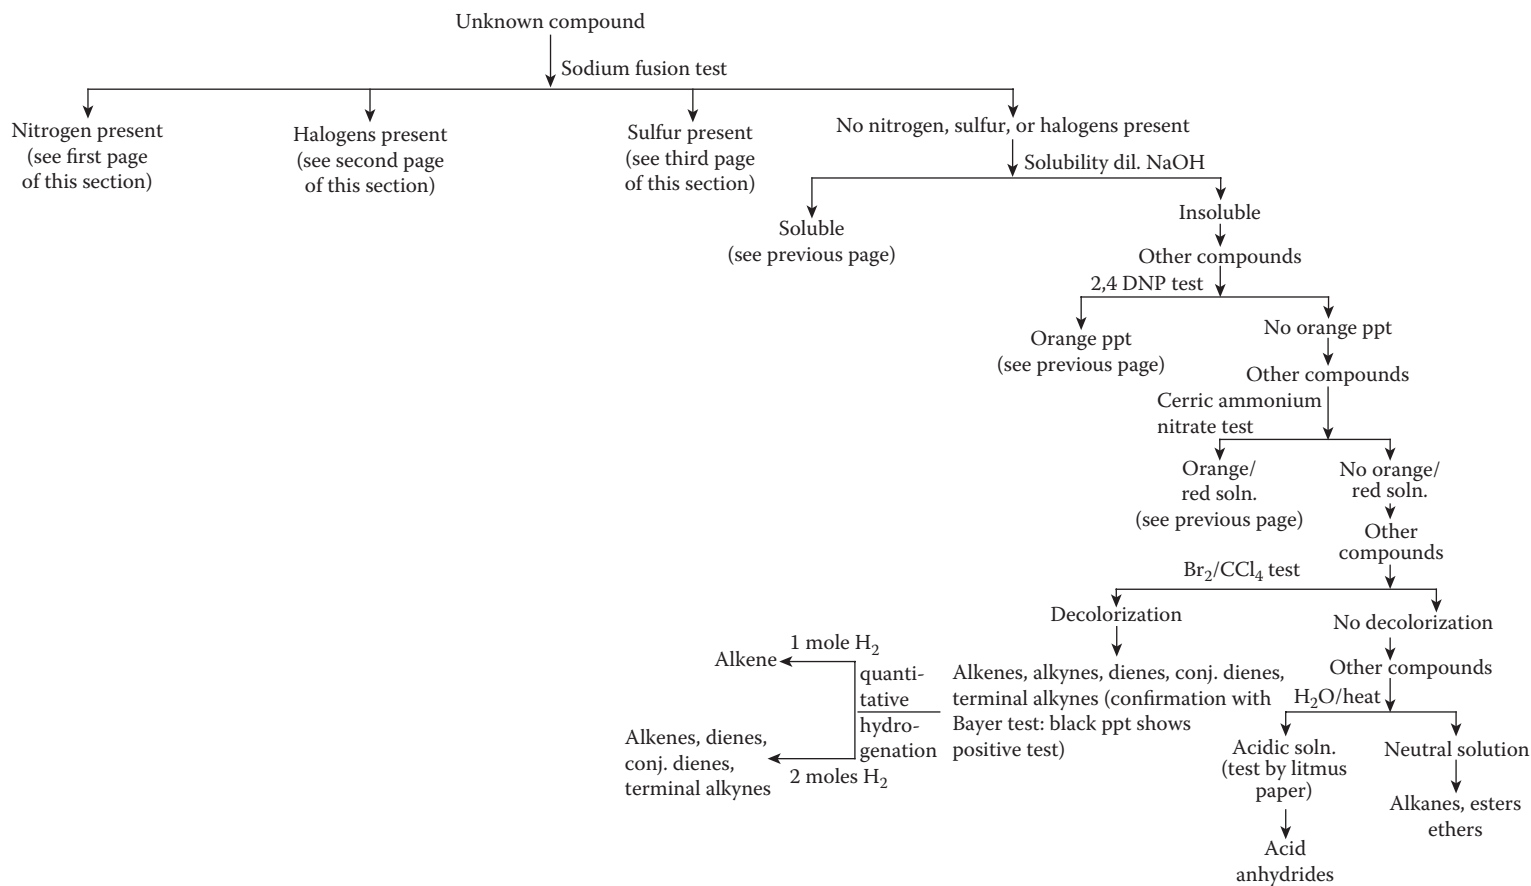 Unknown compound
Sodium fusion test
Nitrogen present
(see first page
of this section)
Halogens present
(see second page
of this section)
Sulfur present
(see third page
of this section)
No nitrogen, sulfur, or halogens present
Solubility dil. NaOH
Soluble
(see previous page)
Insoluble
Other compounds
2,4 DNP test
Orange ppt
(see previous page)
No orange ppt
Other compounds
Cerric ammonium
nitrate test
Orange/
red soln.
(see previous page)
No orange/
red soln.
Other
compounds
Br2/CCl4 test
Decolorization
No decolorization
Alkenes, alkynes, dienes, conj. dienes,
terminal alkynes (confirmation with
Bayer test: black ppt shows
positive test)
quanti-
tative
hydro-
genation
1 mole H2
Alkene
2 moles H2
Alkenes, dienes,
conj. dienes,
terminal alkynes
Other compounds
H2O/heat
Acidic soln.
(test by litmus
paper)
Acid
anhydrides
Neutral solution
Alkanes, esters
ethers